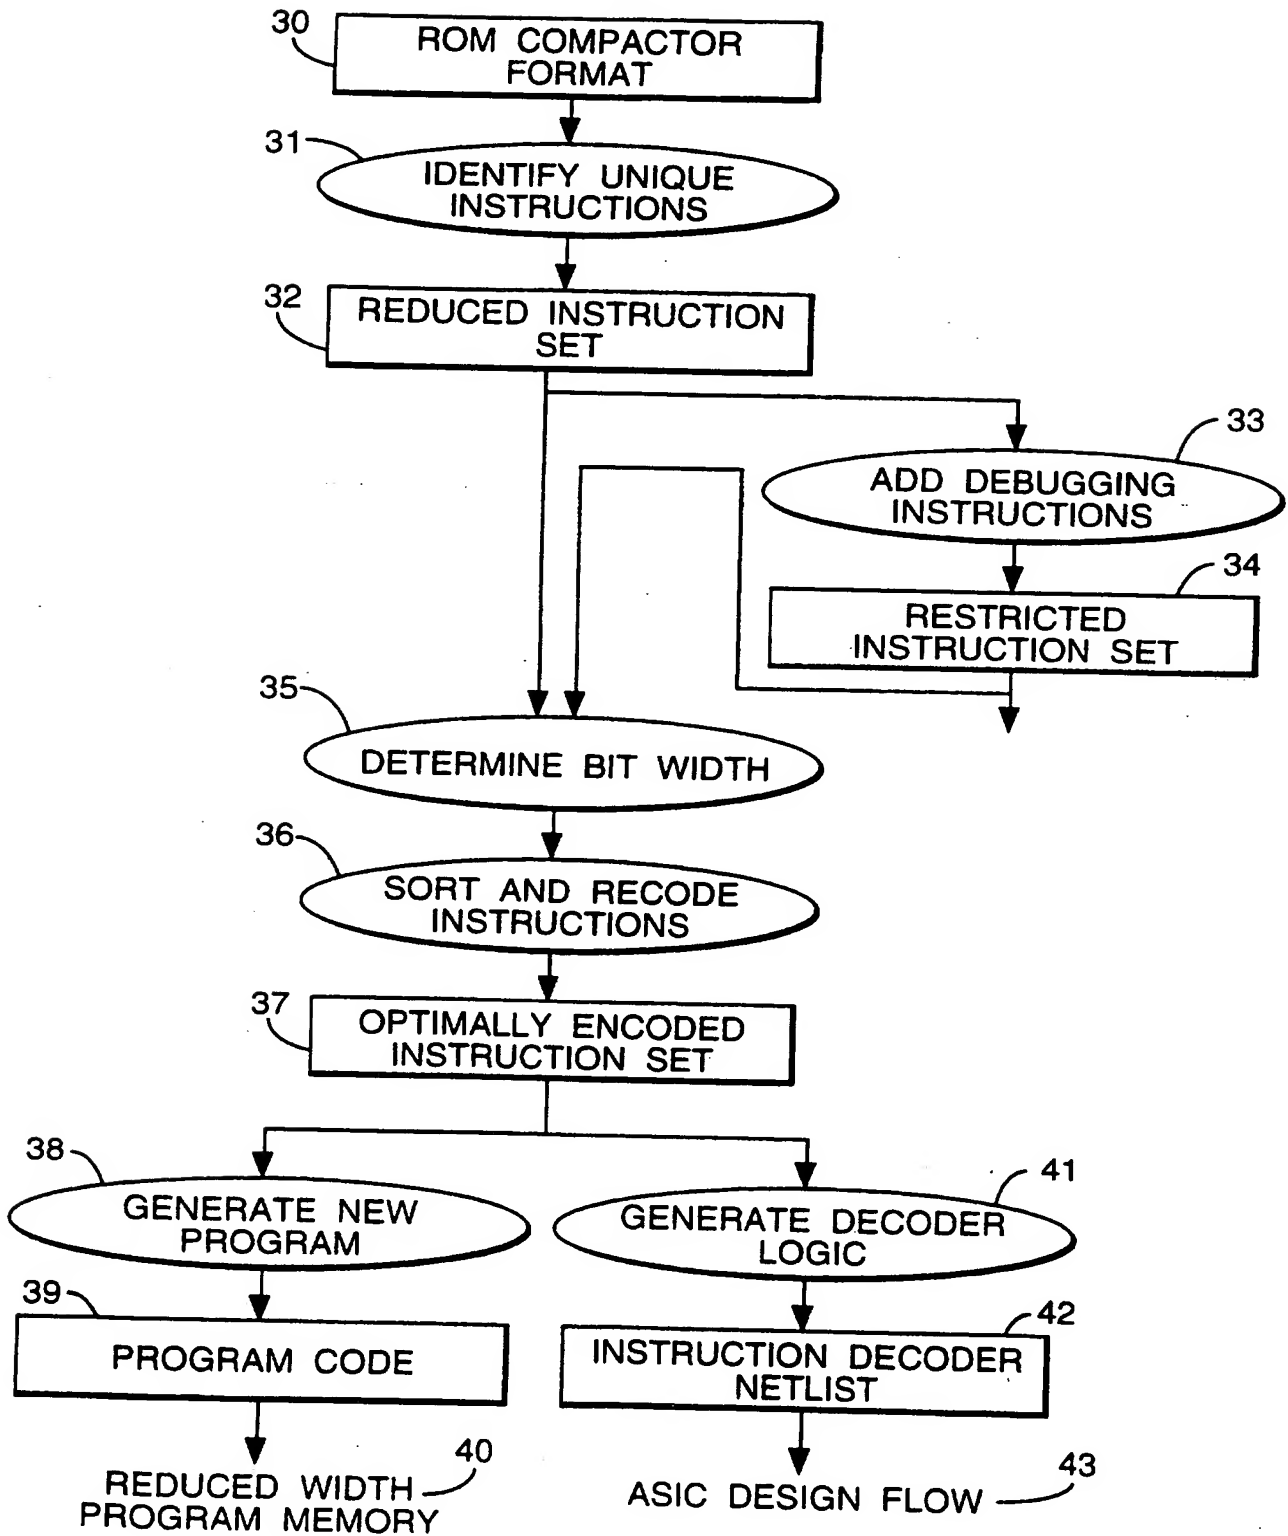 30
ROM COMPACTOR
FORMAT
31
IDENTIFY UNIQUE
INSTRUCTIONS
32
REDUCED INSTRUCTION
SET
33
ADD DEBUGGING
INSTRUCTIONS
34
RESTRICTED
INSTRUCTION SET
35
DETERMINE BIT WIDTH
36
SORT AND RECODE
INSTRUCTIONS
37
OPTIMALLY ENCODED
INSTRUCTION SET
38
GENERATE NEW
PROGRAM
41
GENERATE DECODER
LOGIC
39
PROGRAM CODE
42
INSTRUCTION DECODER
NETLIST
40
REDUCED WIDTH
PROGRAM MEMORY
43
ASIC DESIGN FLOW